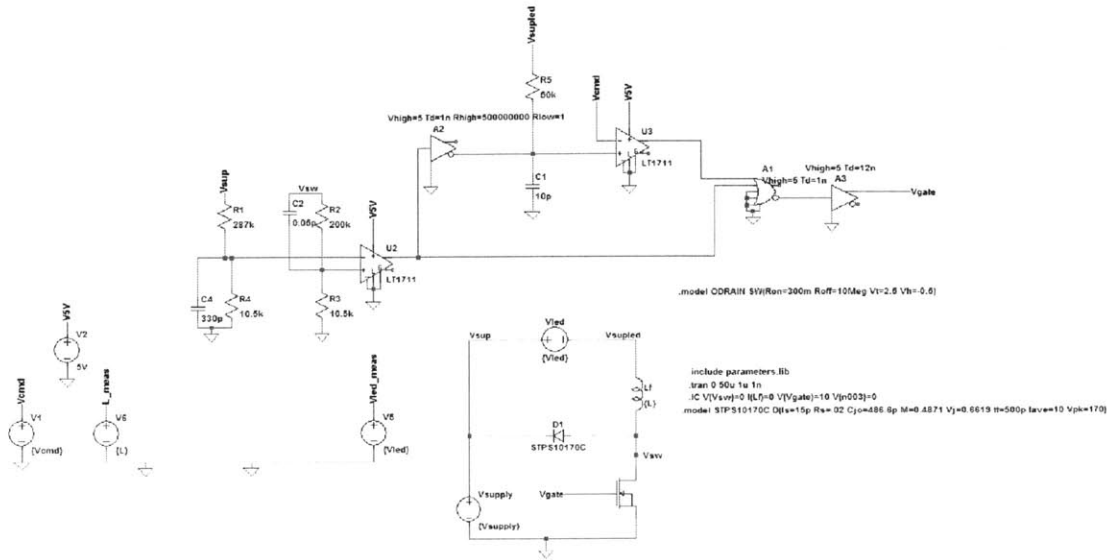 Vsupled
R5
50k
Vcmd
V5V
U3
LT1711
Vhigh=5 Td=1n Rhigh=500000000 Rlow=1
A2
C1
10p
A1
Vhigh=5 Td=1n
Vhigh=5 Td=12n
A3
Vgate
Vsup
R1
287k
Vsw
C2
0.05p
R2
200k
V5V
U2
LT1711
C4
330p
R4
10.5k
R3
10.5k
.model ODRAIN SW(Ron=300m Roff=10Meg Vt=2.5 Vh=-0.5)
V5V
V2
5V
Vcmd
V1
{Vcmd}
L_meas
V6
{L}
Vled_meas
V5
{Vled}
Vsup
Vled
{Vled}
Vsupled
Lf
{L}
D1
STPS10170C
Vsw
Vsupply
{Vsupply}
Vgate
.include parameters.lib
.tran 0 50u 1u 1n
.IC V(Vsw)=0 I(Lf)=0 V(Vgate)=10 V(n003)=0
.model STPS10170C D(Is=15p Rs=.02 Cjo=486.6p M=0.4871 Vj=0.6619 tt=500p Iave=10 Vpk=170)